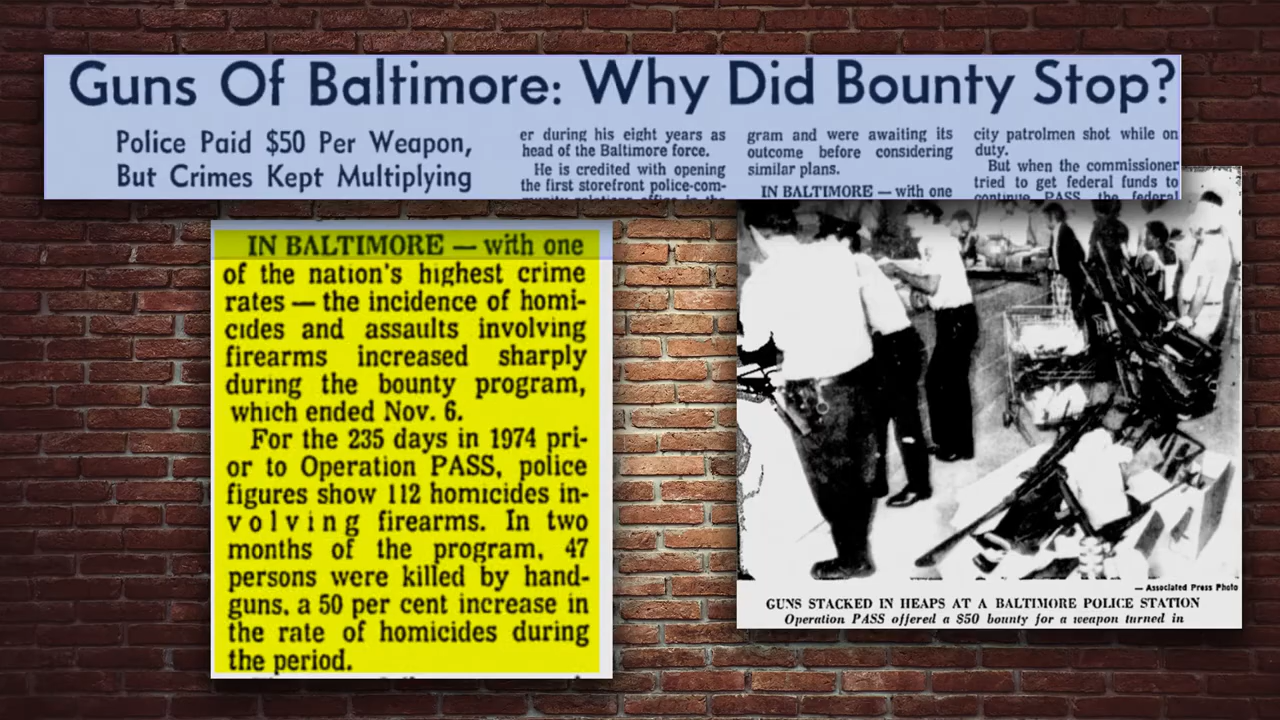 Guns Of Baltimore: Why Did Bounty Stop?
Police Paid $50 Per Weapon,
But Crimes Kept Multiplying
er during his eight years as
head of the Baltimore force.
He is credited with opening
the first storefront police-com-
gram and were awaiting its
outcome before considering
similar plans.
IN BALTIMORE — with one
city patrolmen shot while on
duty.
But when the commissioner
tried to get federal funds to
continue PASS, the federal
IN BALTIMORE — with one
of the nation's highest crime
rates — the incidence of homi-
cides and assaults involving
firearms increased sharply
during the bounty program,
which ended Nov. 6.
For the 235 days in 1974 pri-
or to Operation PASS, police
figures show 112 homicides in-
volving firearms. In two
months of the program, 47
persons were killed by hand-
guns, a 50 per cent increase in
the rate of homicides during
the period.
— Associated Press Photo
GUNS STACKED IN HEAPS AT A BALTIMORE POLICE STATION
Operation PASS offered a $50 bounty for a weapon turned in